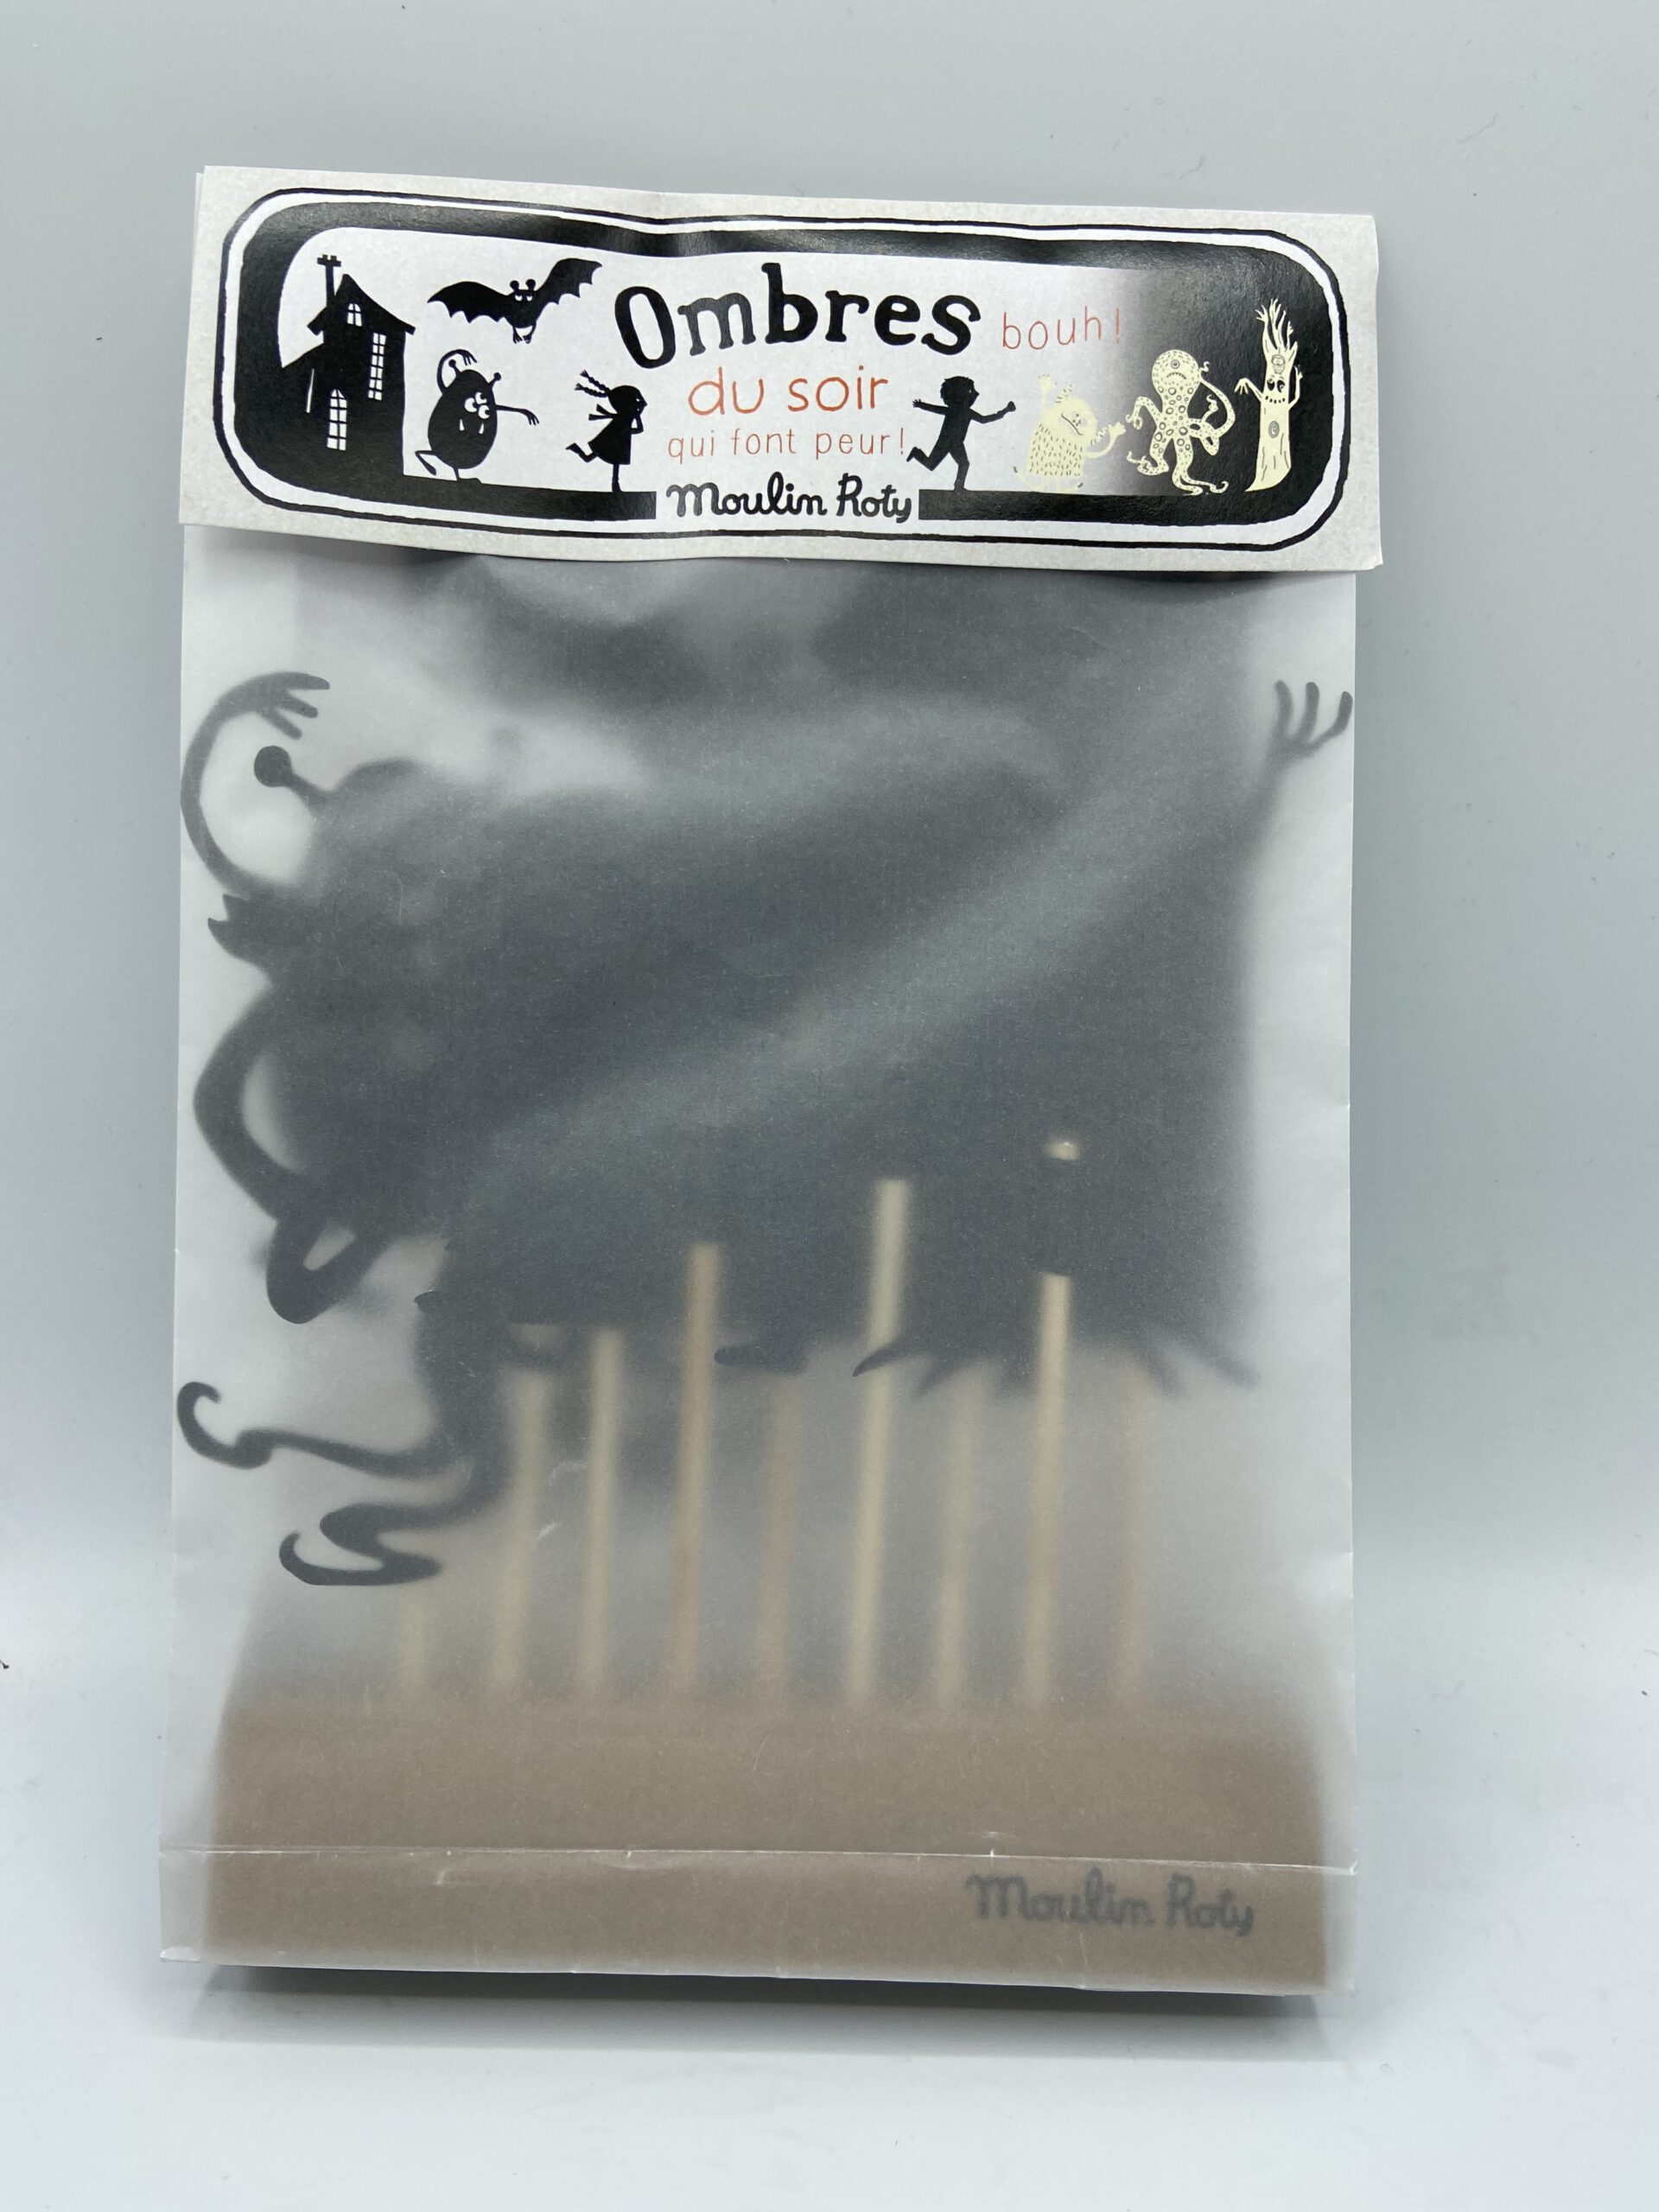 Ombres bouh!
du soir
qui font peur!
Moulin Roty
Moulin Roty